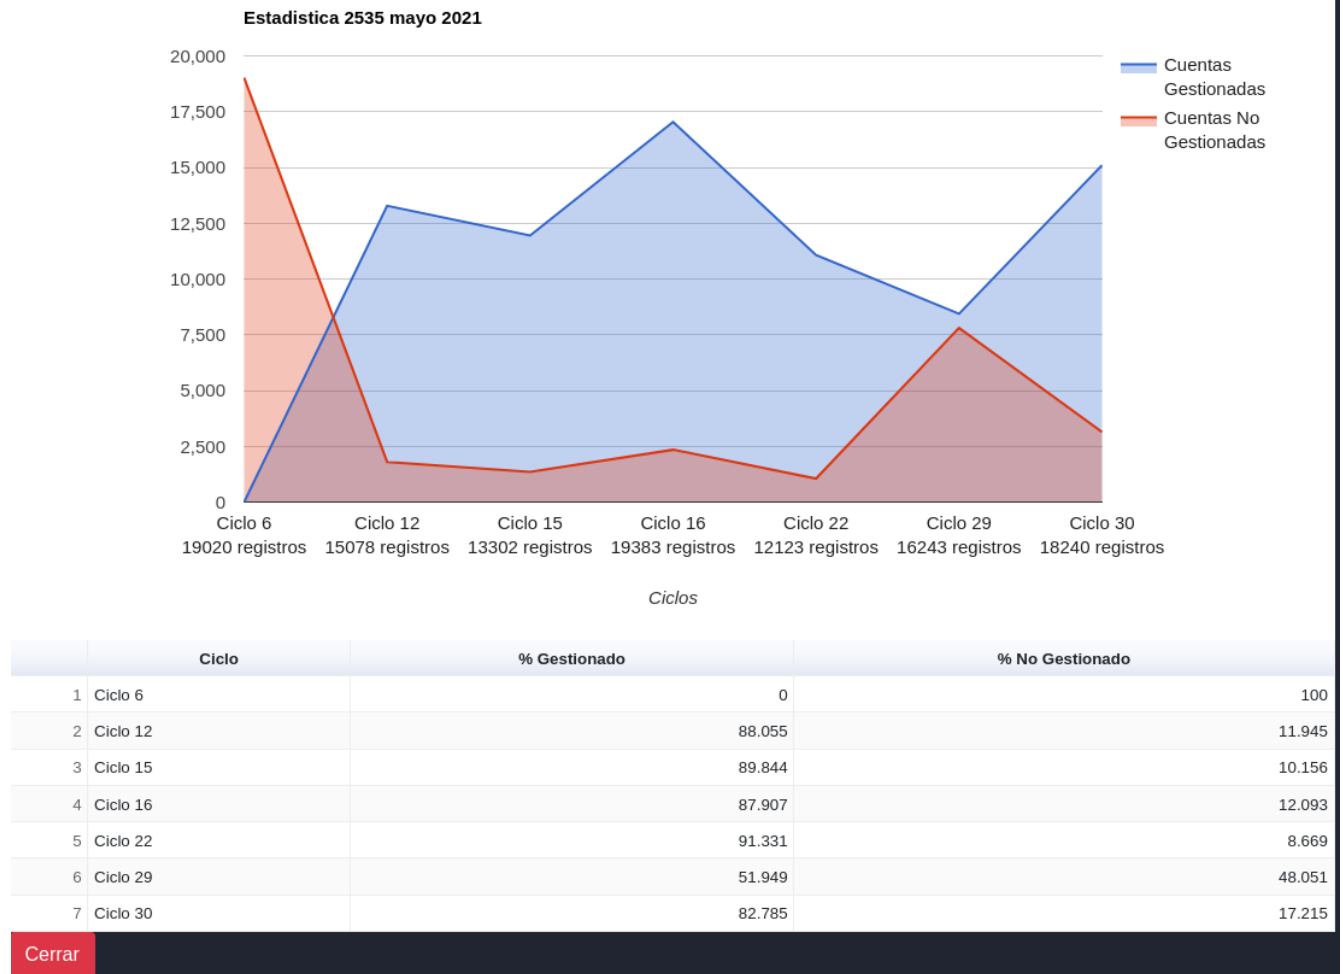 Estadistica 2535 mayo 2021
20,000
17,500
15,000
12,500
10,000
7,500
5,000
2,500
0
Cuentas
Gestionadas
Cuentas No
Gestionadas
Ciclo 6 Ciclo 12 Ciclo 15 Ciclo 16 Ciclo 22 Ciclo 29 Ciclo 30
19020 registros 15078 registros 13302 registros 19383 registros 12123 registros 16243 registros 18240 registros
Ciclos
Ciclo % Gestionado % No Gestionado
1 Ciclo 6 0 100
2 Ciclo 12 88.055 11.945
3 Ciclo 15 89.844 10.156
4 Ciclo 16 87.907 12.093
5 Ciclo 22 91.331 8.669
6 Ciclo 29 51.949 48.051
7 Ciclo 30 82.785 17.215
Cerrar